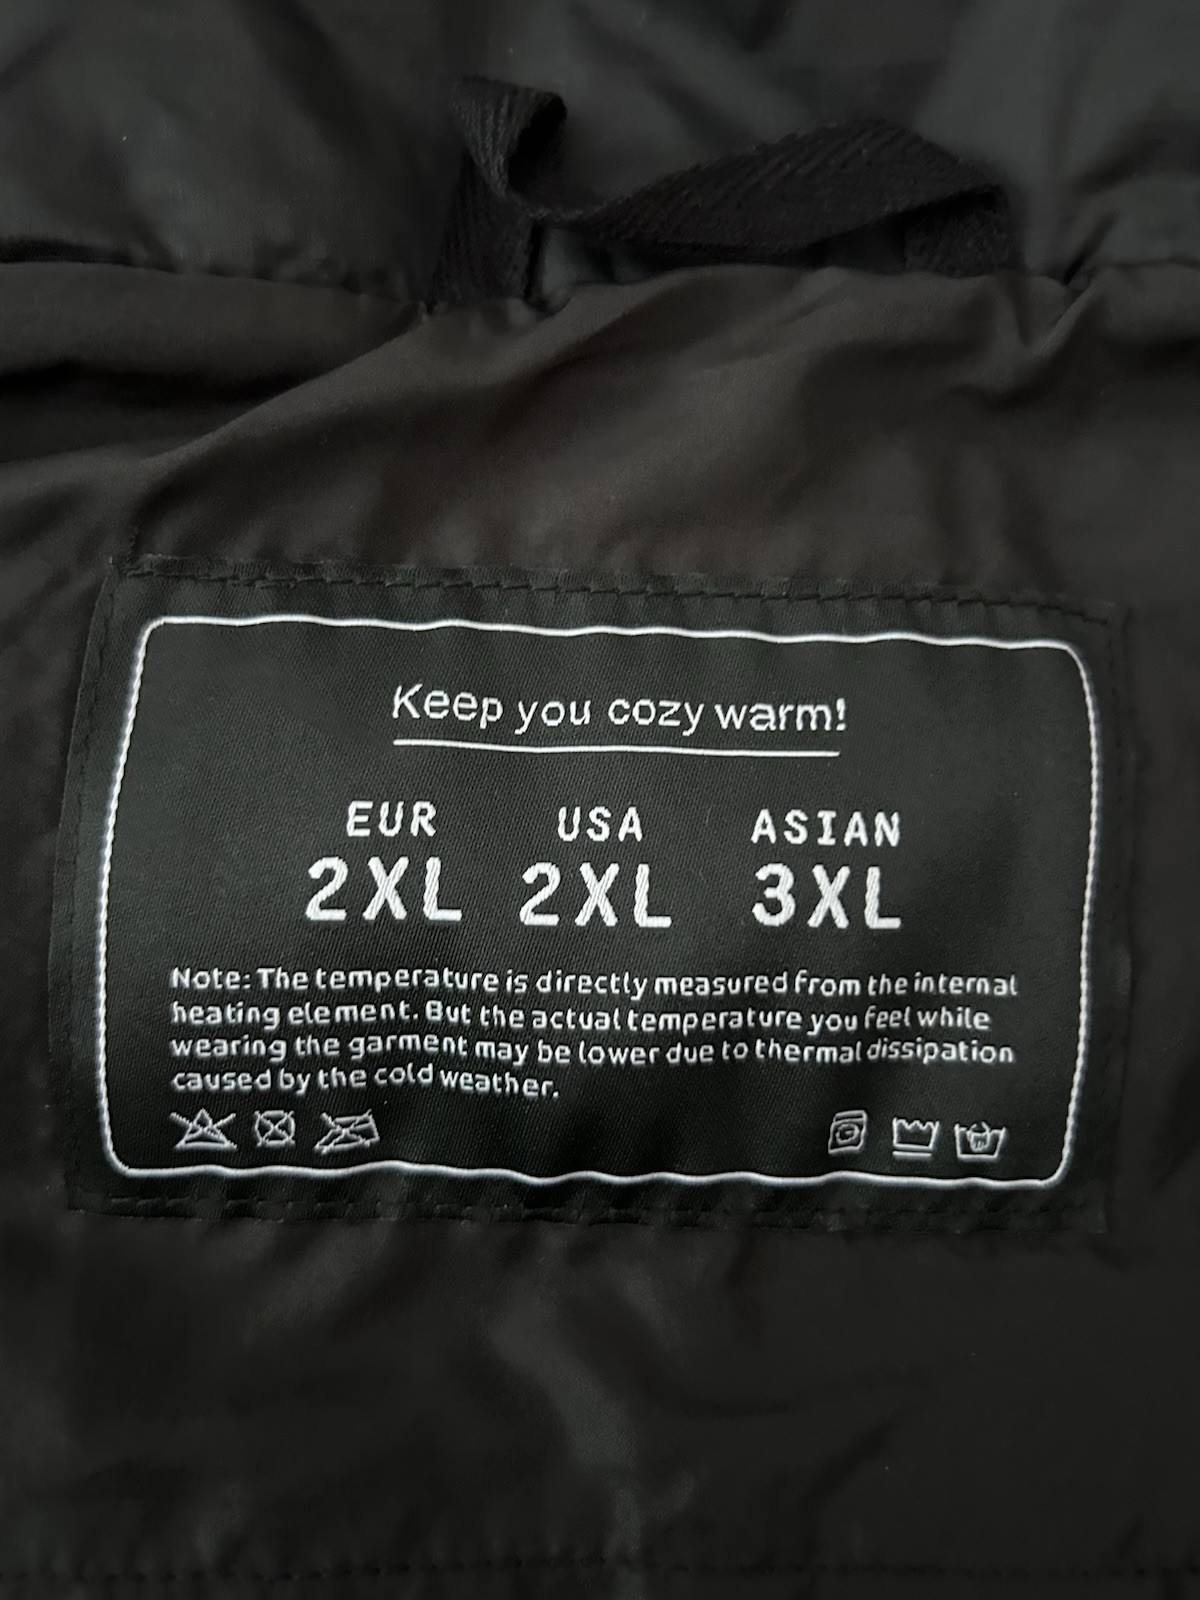 Keep you cozy warm!
EUR USA ASIAN
2XL 2XL 3XL
Note: The temperature is directly measured from the internal
heating element. But the actual temperature you feel while
wearing the garment may be lower due to thermal dissipation
caused by the cold weather.